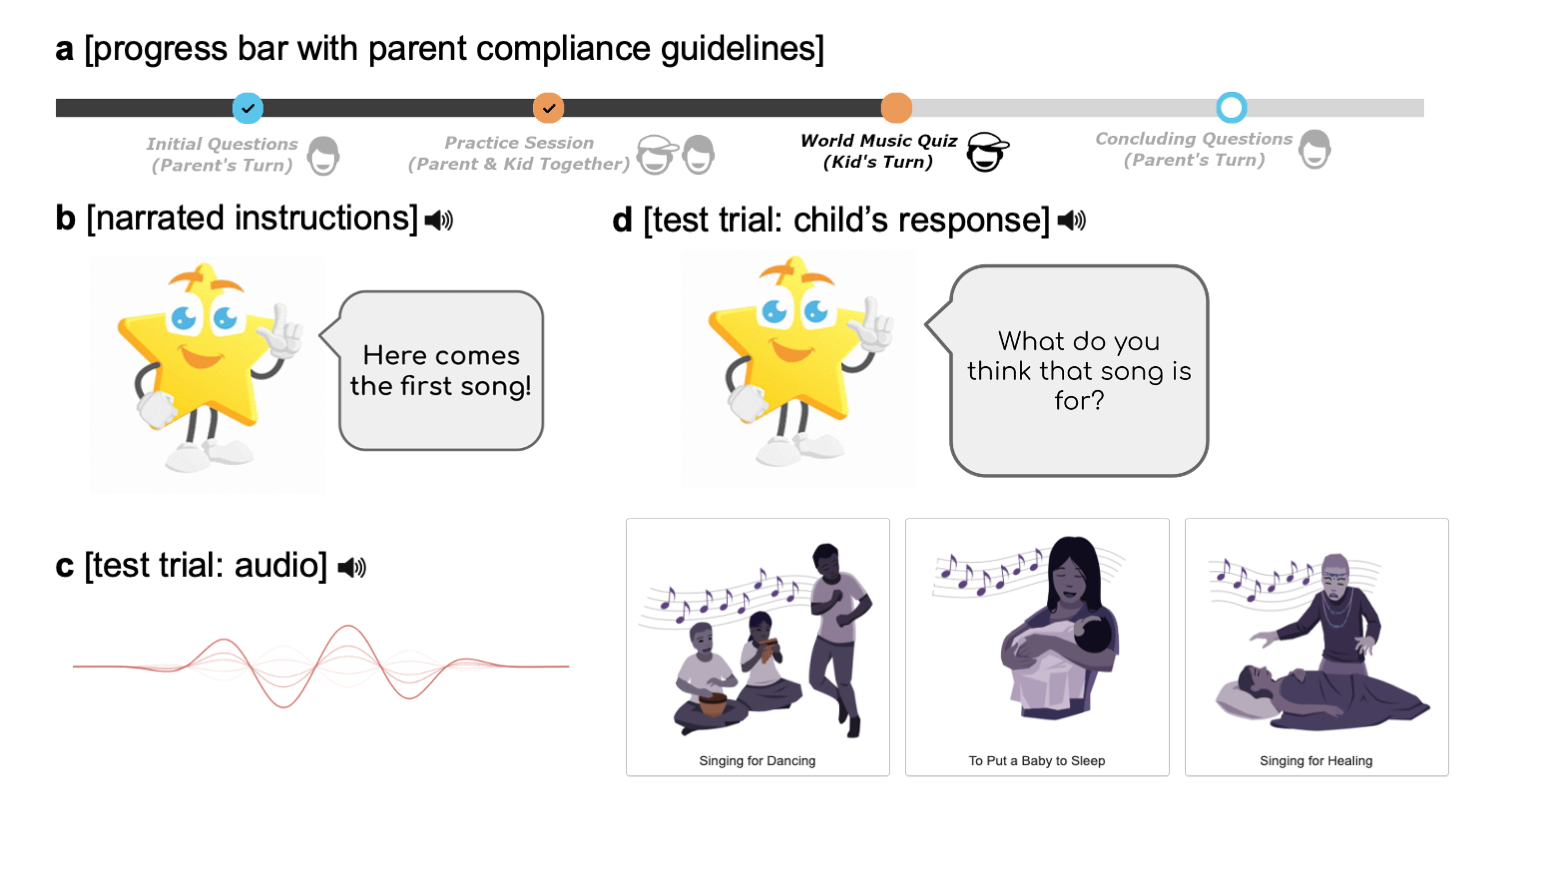 a [progress bar with parent compliance guidelines]
Initial Questions
(Parent's Turn)
Practice Session
(Parent & Kid Together)
World Music Quiz
(Kid's Turn)
Concluding Questions
(Parent's Turn)
b [narrated instructions]
Here comes
the first song!
c [test trial: audio]
d [test trial: child’s response]
What do you
think that song is
for?
Singing for Dancing
To Put a Baby to Sleep
Singing for Healing